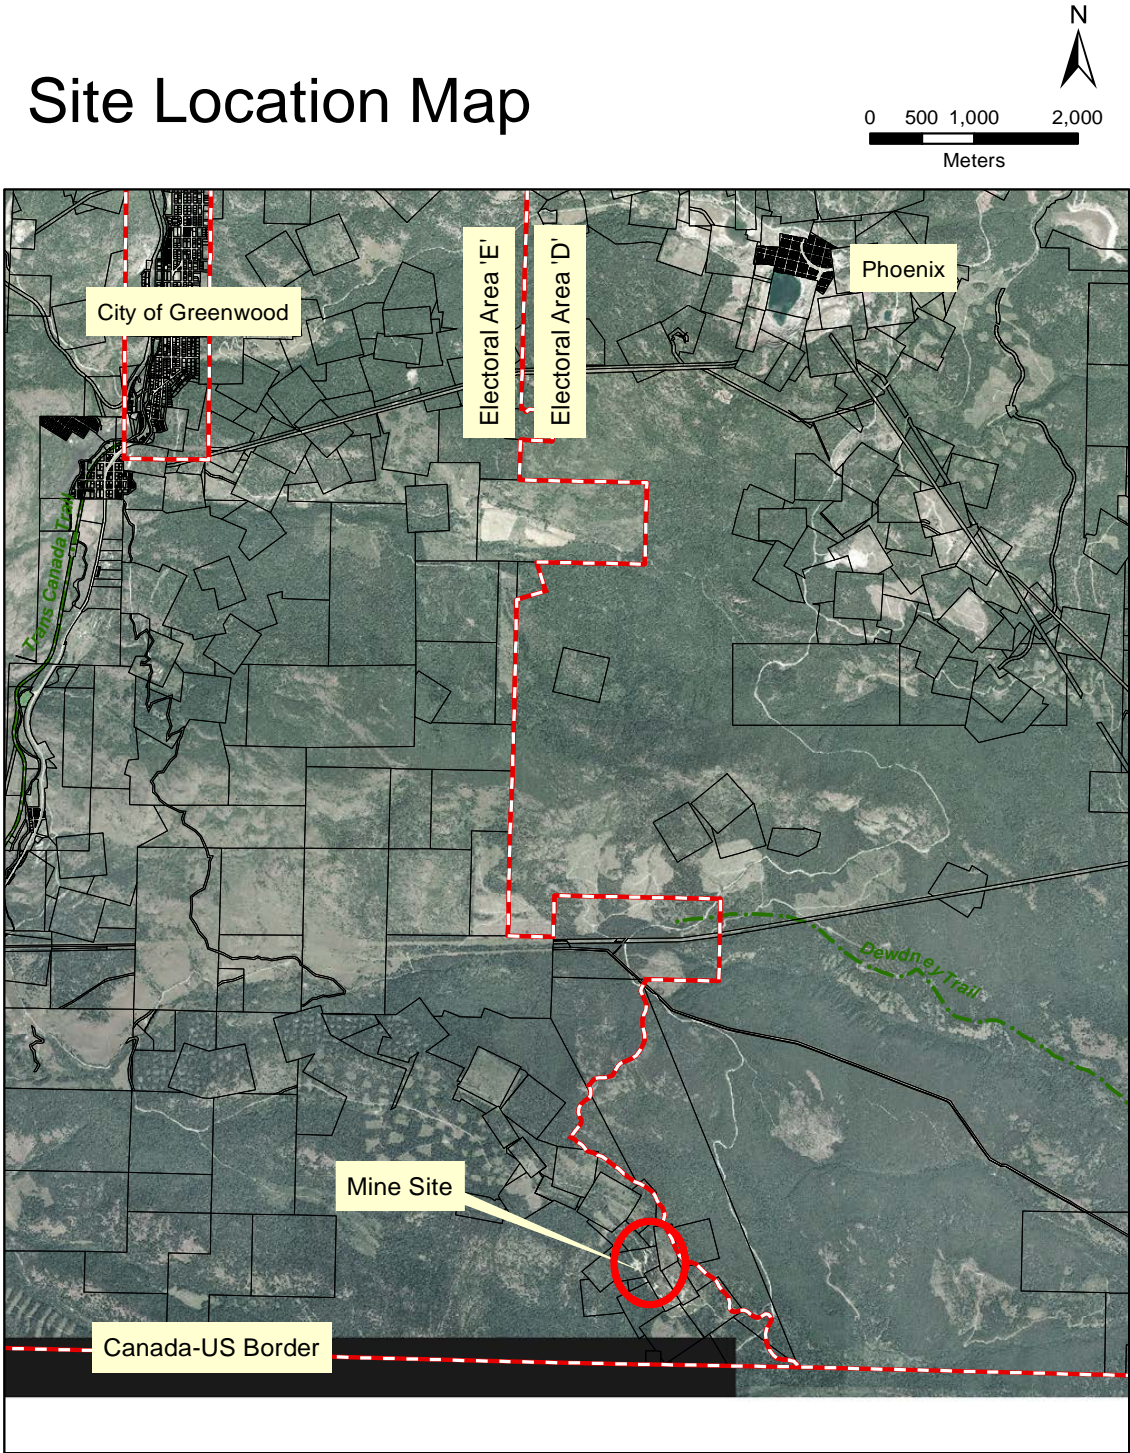 N
Site Location Map
0 500 1,000 2,000
Meters
Electoral Area 'E'
Electoral Area 'D'
Phoenix
City of Greenwood
Trans Canada Trail
Dewdney Trail
Mine Site
Canada-US Border